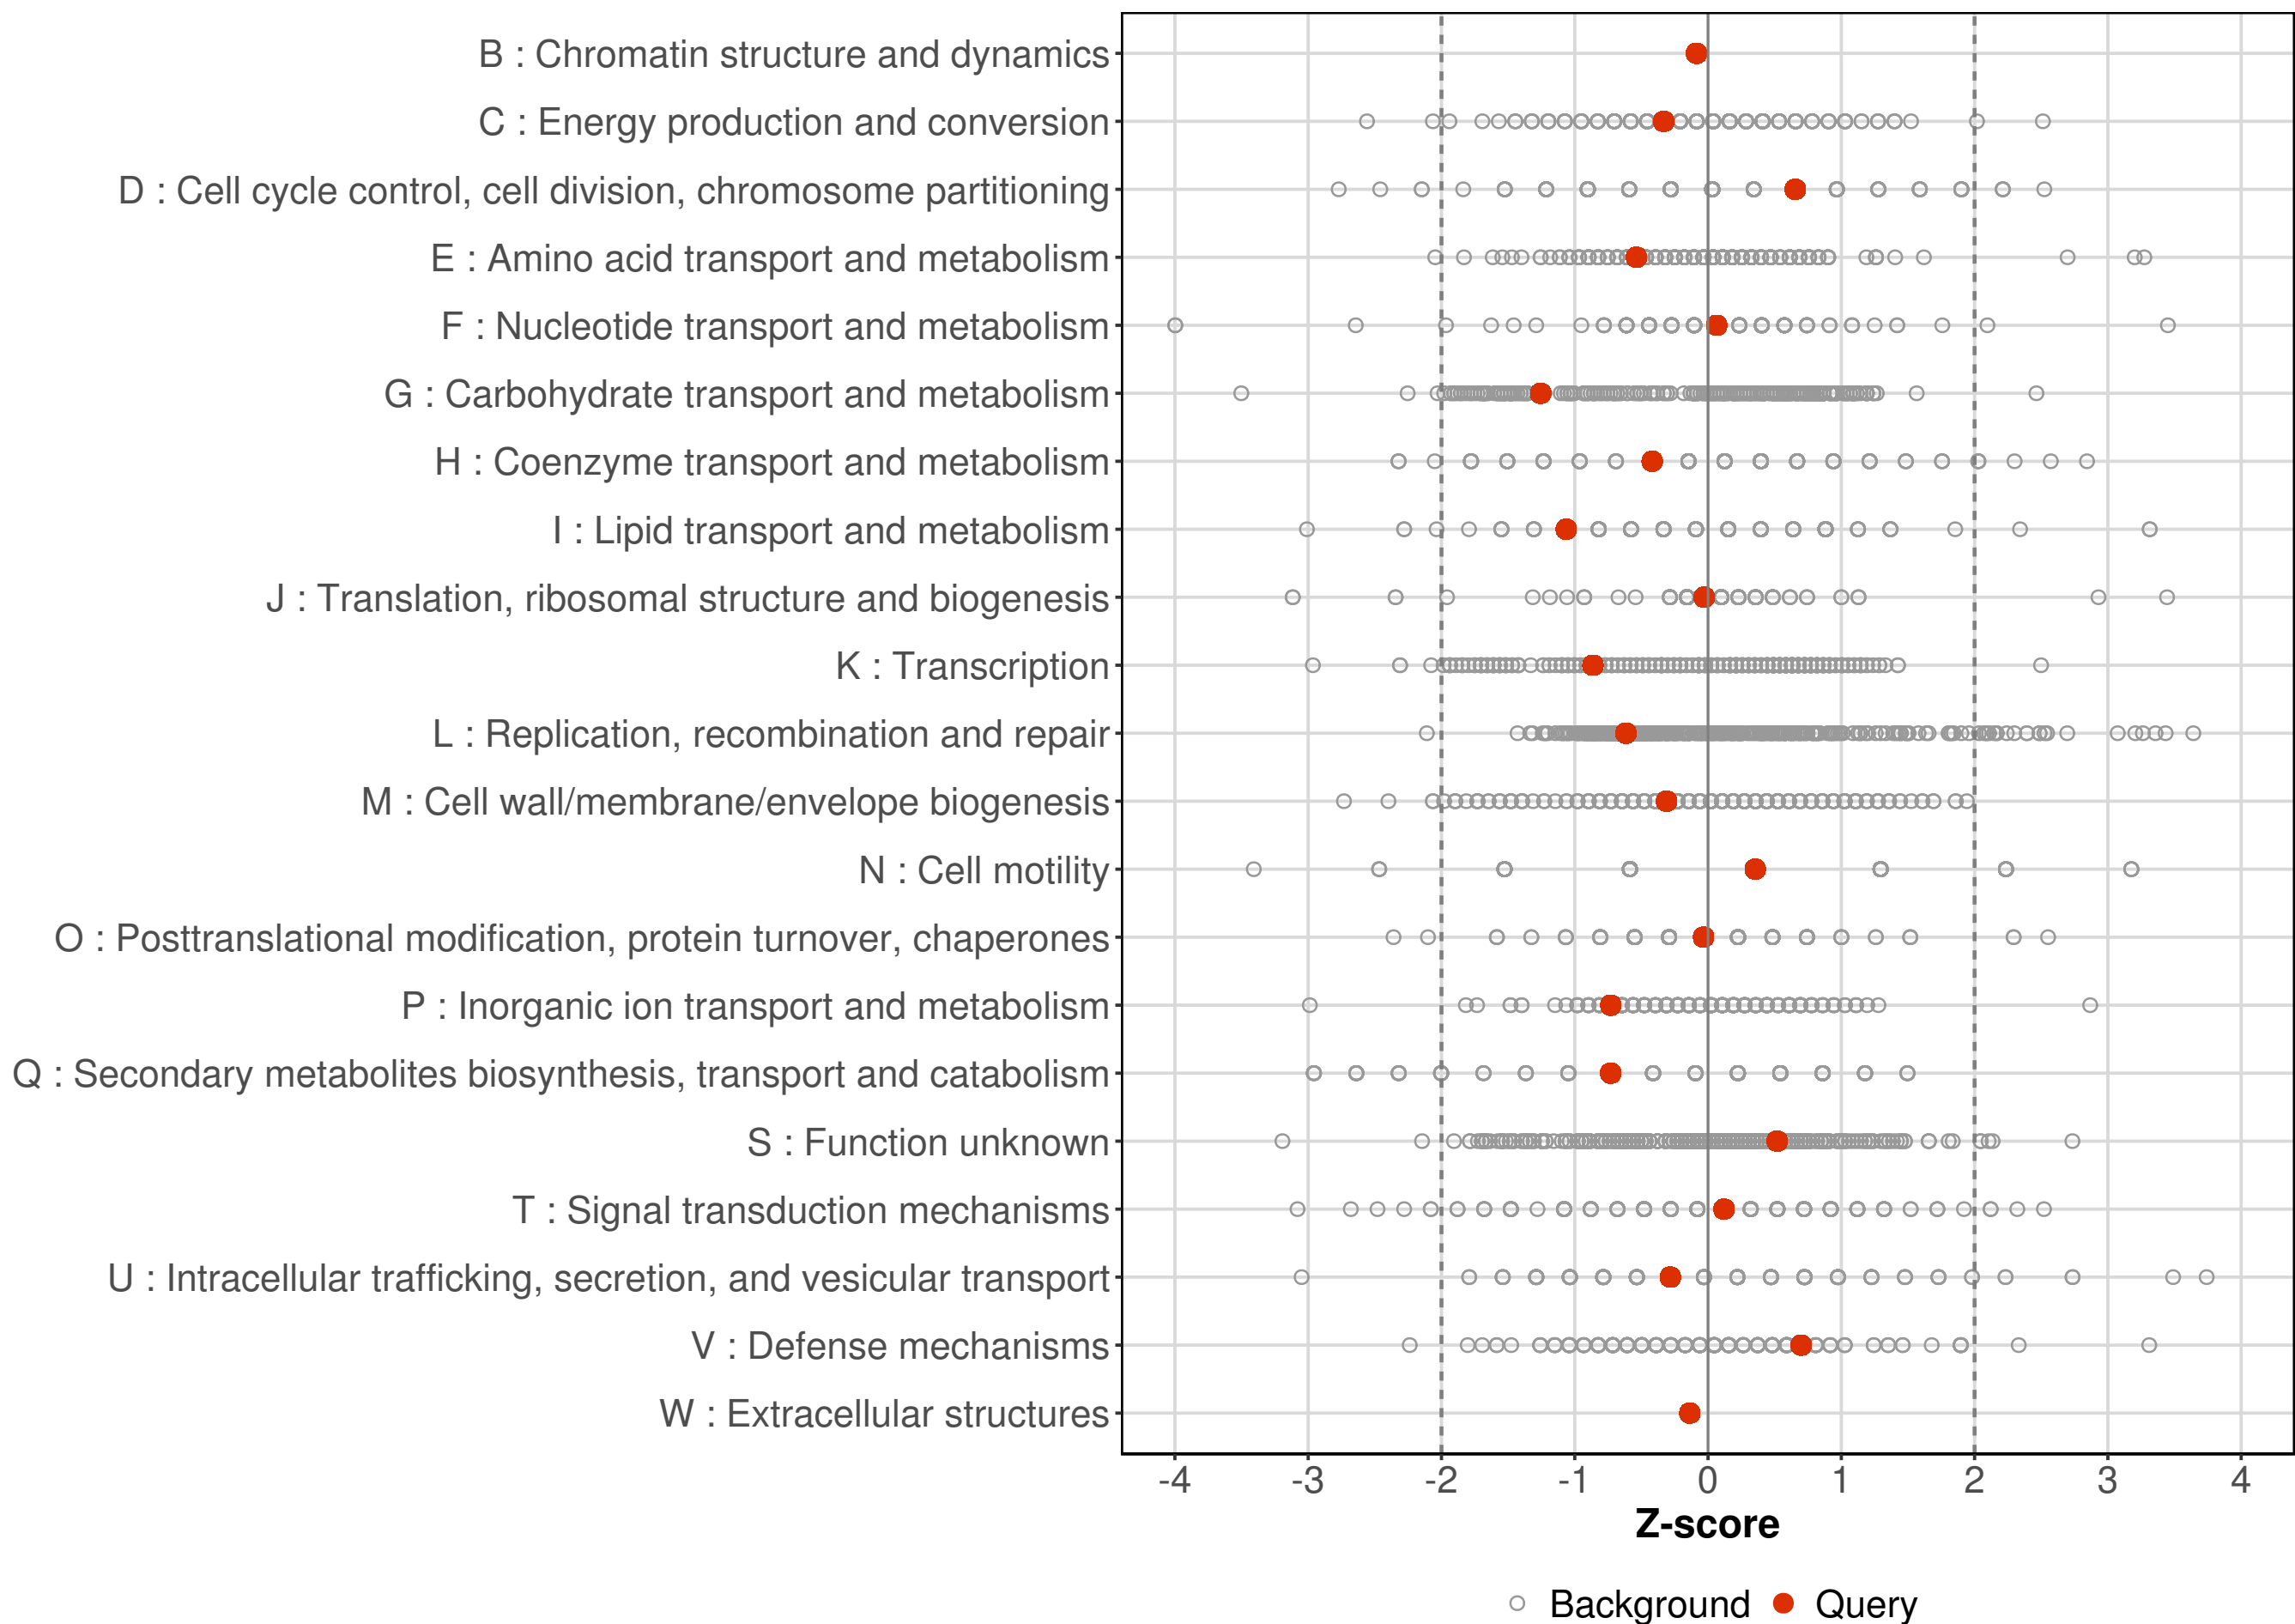 B : Chromatin structure and dynamics
C : Energy production and conversion
D : Cell cycle control, cell division, chromosome partitioning
E : Amino acid transport and metabolism
F : Nucleotide transport and metabolism
G : Carbohydrate transport and metabolism
H : Coenzyme transport and metabolism
I : Lipid transport and metabolism
J : Translation, ribosomal structure and biogenesis
K : Transcription
L : Replication, recombination and repair
M : Cell wall/membrane/envelope biogenesis
N : Cell motility
O : Posttranslational modification, protein turnover, chaperones
P : Inorganic ion transport and metabolism
Q : Secondary metabolites biosynthesis, transport and catabolism
S : Function unknown
T : Signal transduction mechanisms
U : Intracellular trafficking, secretion, and vesicular transport
V : Defense mechanisms
W : Extracellular structures
-4 -3 -2 -1 0 1 2 3 4
Z-score
Background Query